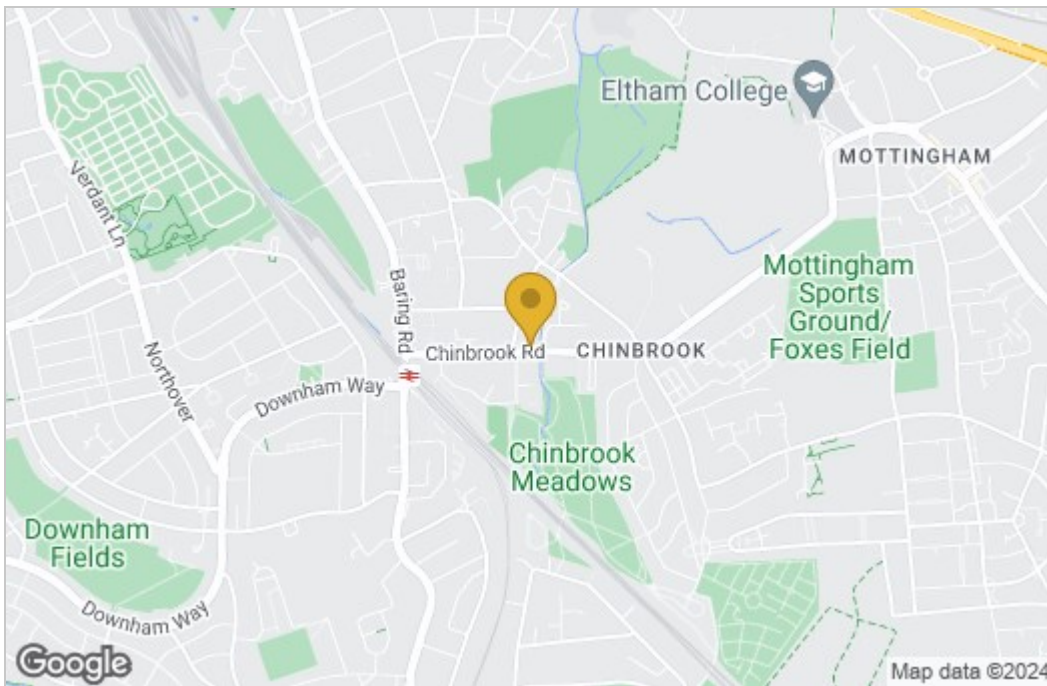 Eltham College
MOTTINGHAM
Verdant Ln
Baring Rd
Mottingham
Sports
Ground/
Foxes Field
Chinbrook Rd
CHINBROOK
Northover
Downham Way
Chinbrook
Meadows
Downham
Fields
Downham Way
Google
Map data ©2024